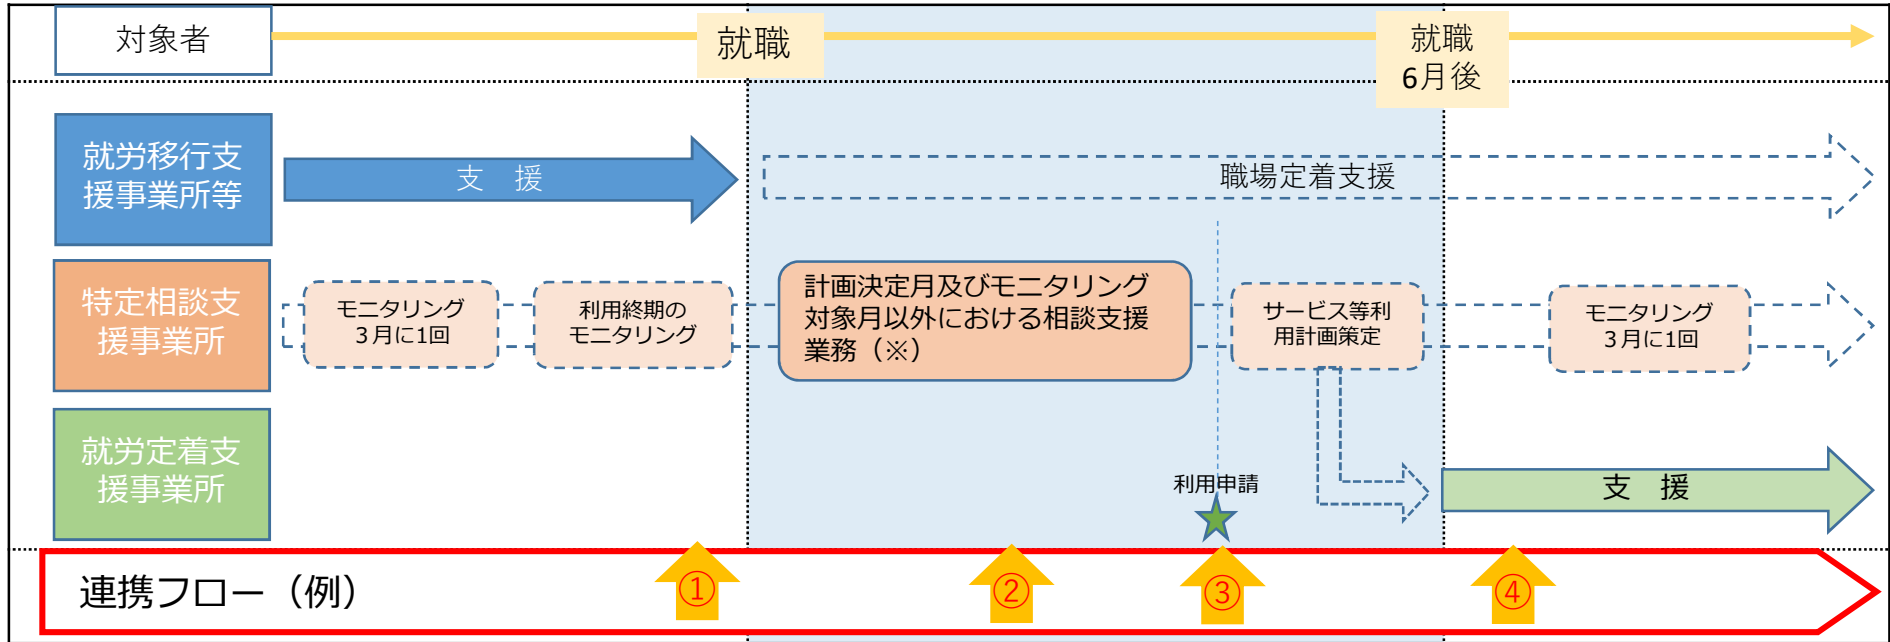 対象者
就職
就職
6月後
就労移行支
援事業所等
支　援
職場定着支援
特定相談支
援事業所
モニタリング
３月に1回
利用終期の
モニタリング
計画決定月及びモニタリング
対象月以外における相談支援
業務（※）
サービス等利
用計画策定
モニタリング
３月に1回
就労定着支
援事業所
利用申請
支　援
連携フロー（例）
①
②
③
④